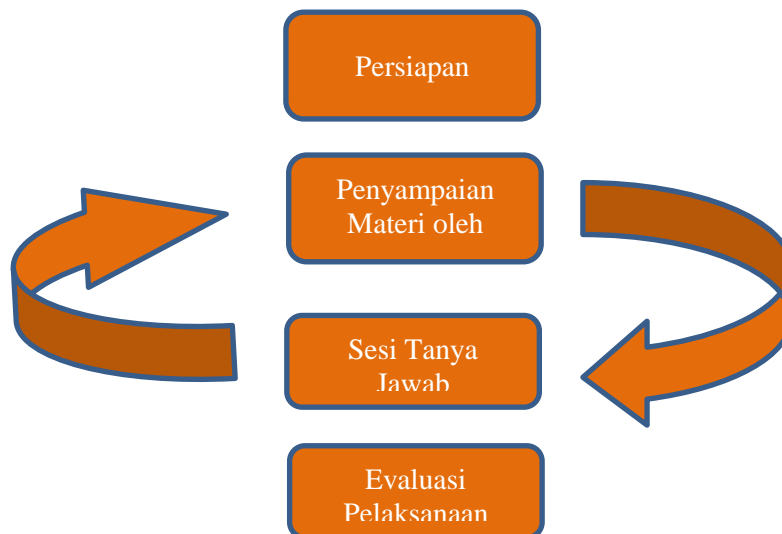 Persiapan
Penyampaian
Materi oleh
Sesi Tanya
Jawab
Evaluasi
Pelaksanaan